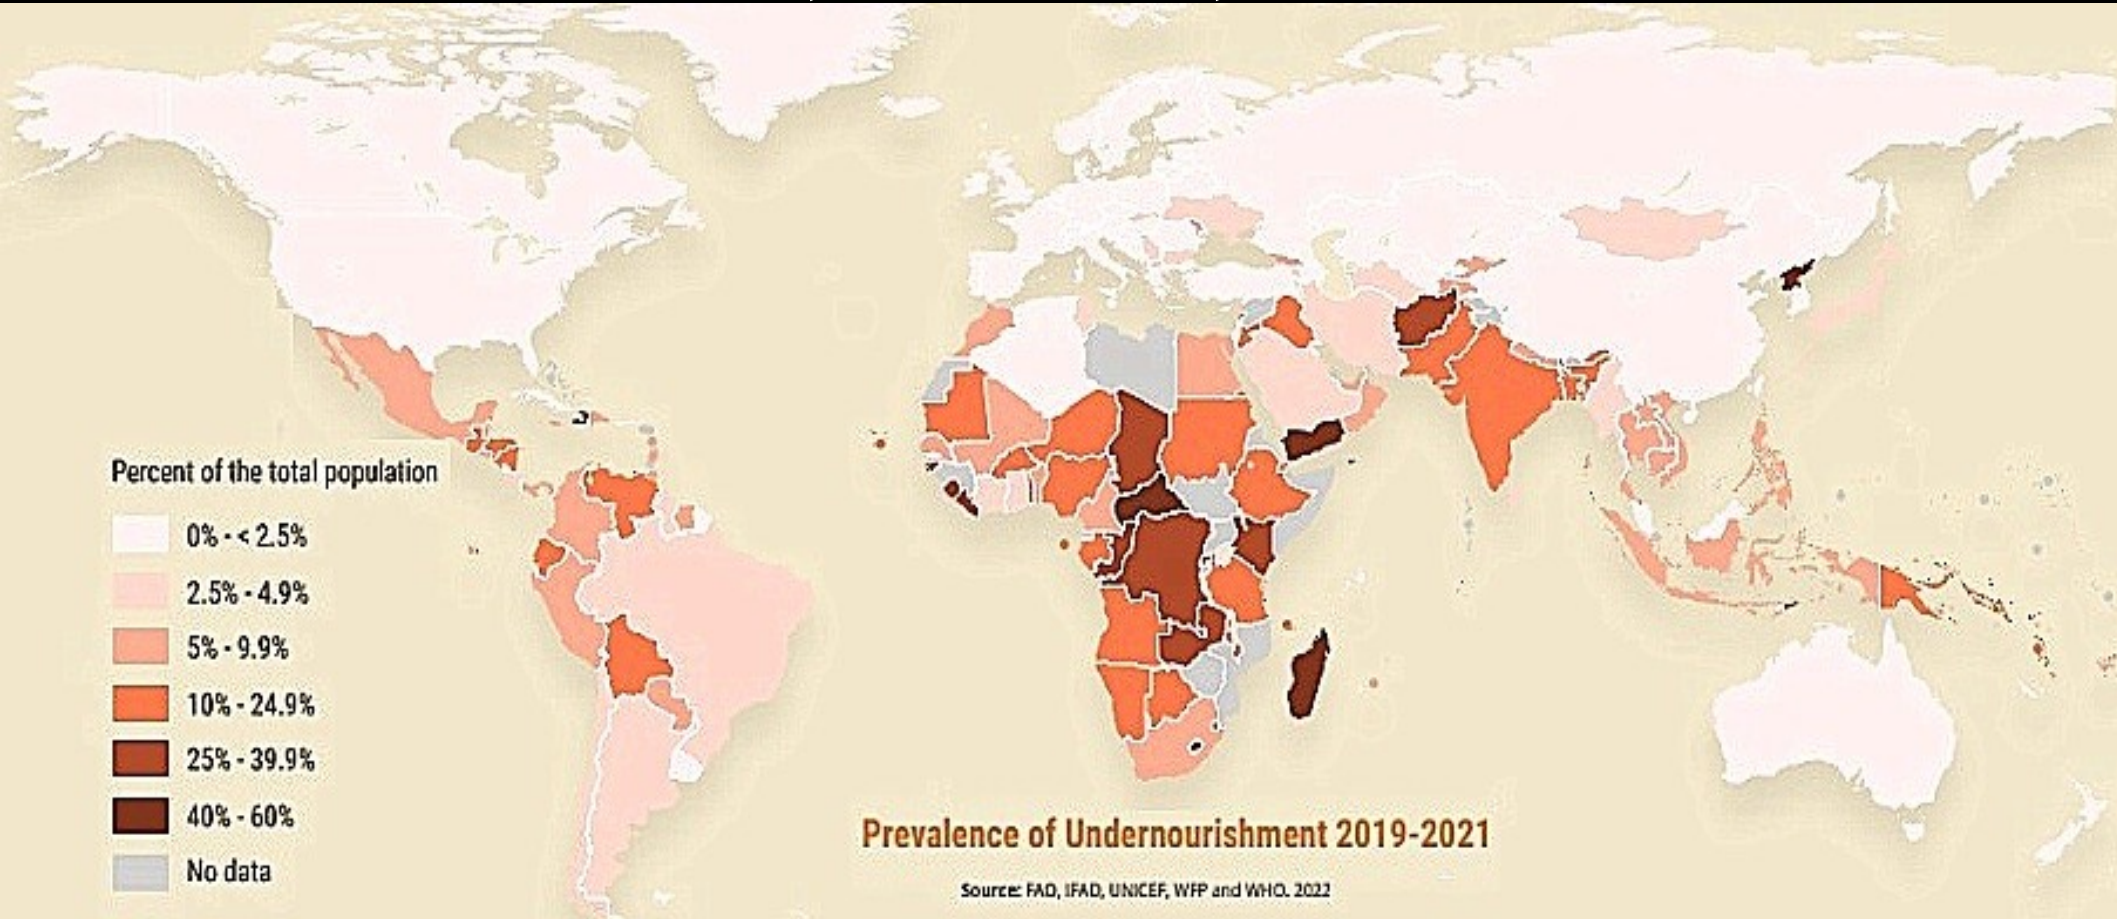 Percent of the total population
0% - < 2.5%
2.5% - 4.9%
5% - 9.9%
10% - 24.9%
25% - 39.9%
40% - 60%
No data
Prevalence of Undernourishment 2019-2021
Source: FAO, IFAD, UNICEF, WFP and WHO. 2022